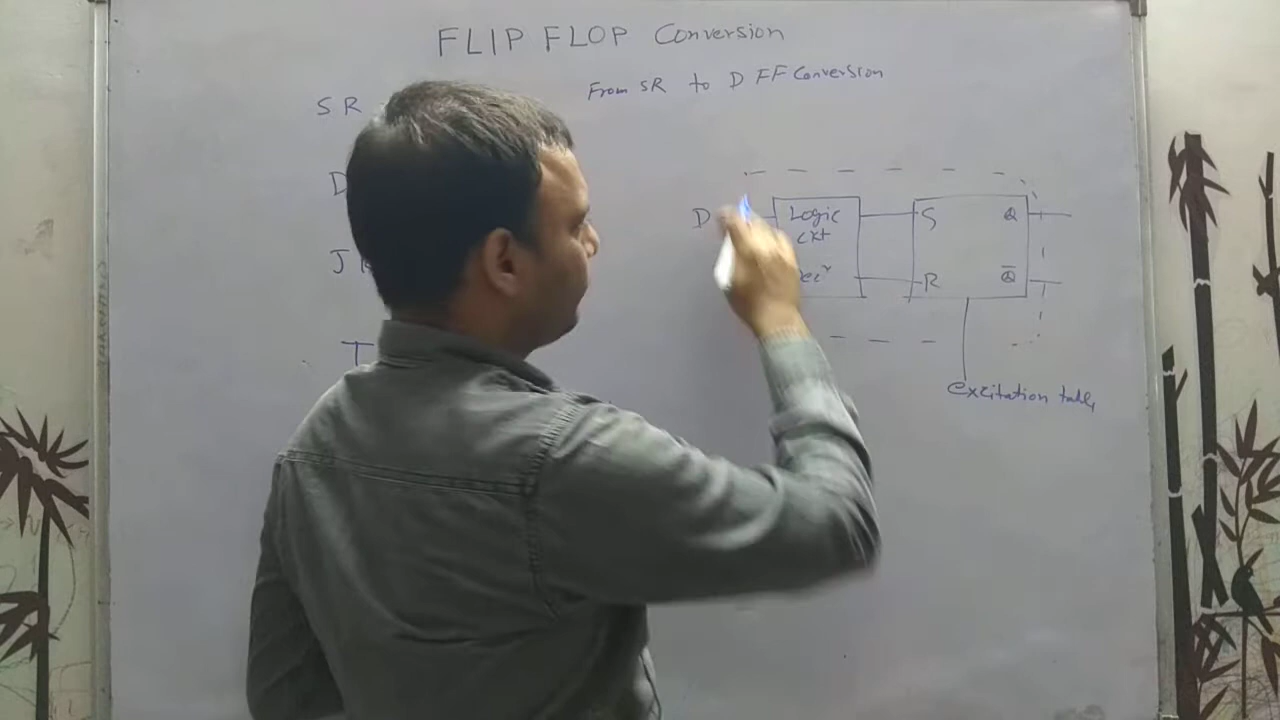 FLIP FLOP Conversion
From SR to D FF Conversion
SR
D
J
T
D
Logic
ckt
S
Q
R
Q̅
excitation table